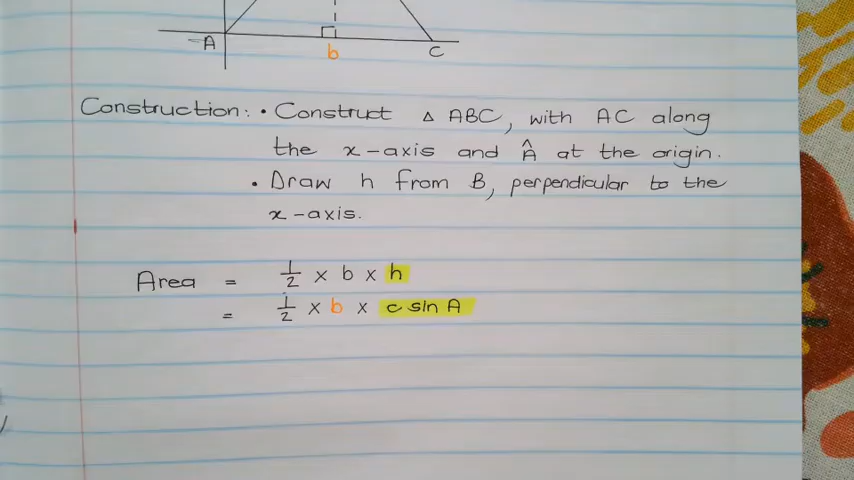 A
b
C
Construction: • Construct △ ABC, with AC along
the x-axis and Â at the origin.
• Draw h from B, perpendicular to the
x-axis.
Area = 1/2 × b × h
= 1/2 × b × c sin A